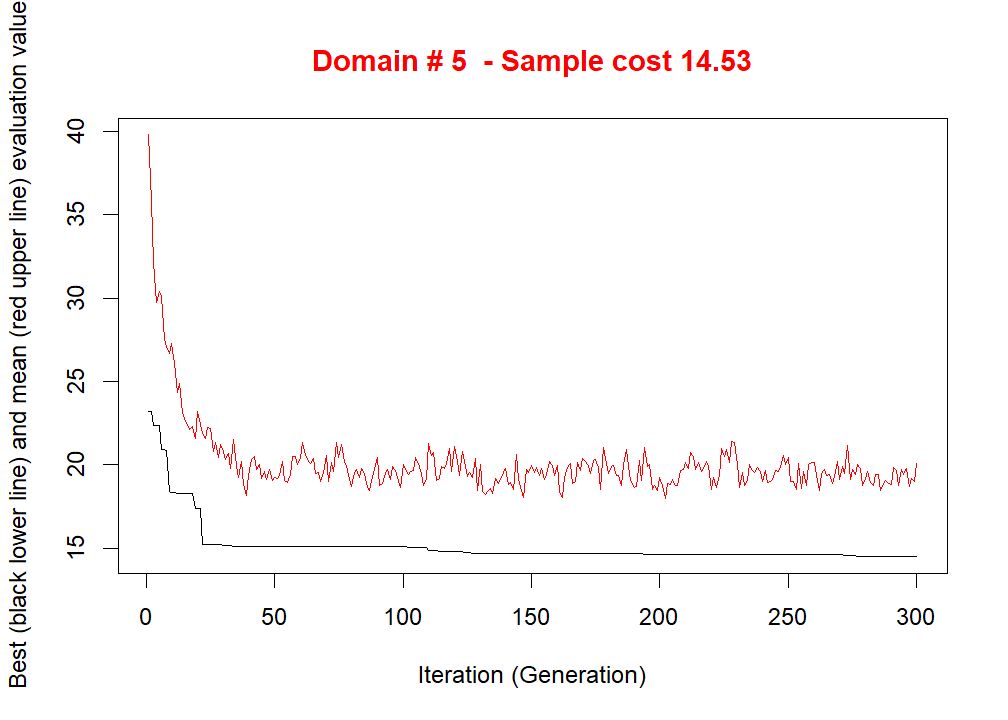 Domain # 5  - Sample cost 14.53
Best (black lower line) and mean (red upper line) evaluation value
40
35
30
25
20
15
0 50 100 150 200 250 300
Iteration (Generation)